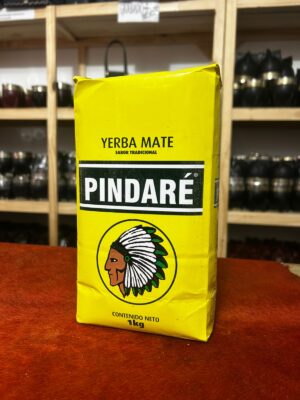 YERBA MATE
SABOR TRADICIONAL
PINDARÉ®
CONTENIDO NETO
1kg